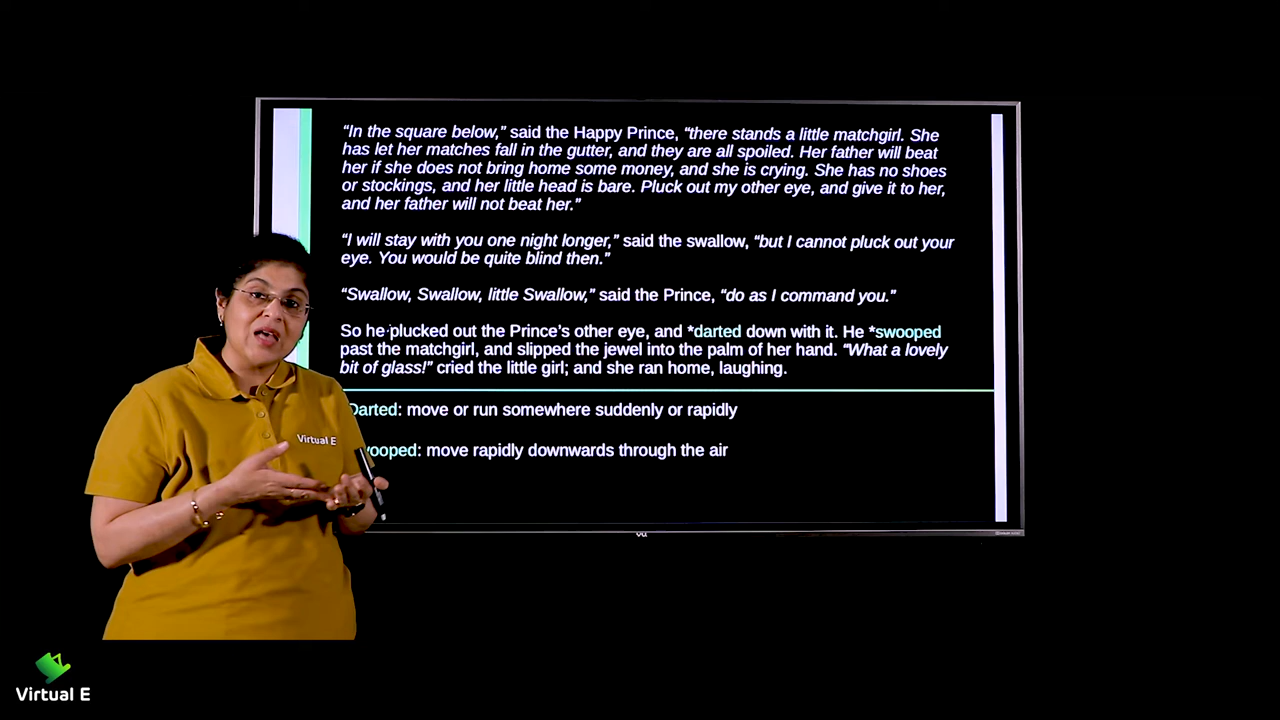 “In the square below,” said the Happy Prince, “there stands a little matchgirl. She
has let her matches fall in the gutter, and they are all spoiled. Her father will beat
her if she does not bring home some money, and she is crying. She has no shoes
or stockings, and her little head is bare. Pluck out my other eye, and give it to her,
and her father will not beat her.”
“I will stay with you one night longer,” said the swallow, “but I cannot pluck out your
eye. You would be quite blind then.”
“Swallow, Swallow, little Swallow,” said the Prince, “do as I command you.”
So he plucked out the Prince’s other eye, and *darted down with it. He *swooped
past the matchgirl, and slipped the jewel into the palm of her hand. “What a lovely
bit of glass!” cried the little girl; and she ran home, laughing.
Darted: move or run somewhere suddenly or rapidly
ooped: move rapidly downwards through the air
Virtual E
Virtual E